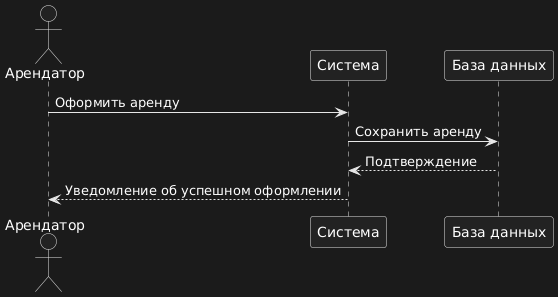 Арендатор
Система
База данных
Оформить аренду
Сохранить аренду
Подтверждение
Уведомление об успешном оформлении
Арендатор
Система
База данных